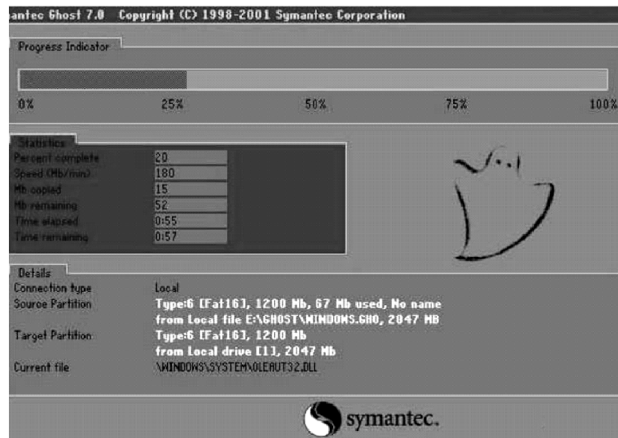 antec Ghost 7.0 Copyright (C) 1998-2001 Symantec Corporation
Progress Indicator
0% 25% 50% 75% 100%
Statistics
Percent complete 20
Speed (Mb/min) 180
Mb copied 15
Mb remaining 52
Time elapsed 0:55
Time remaining 0:57
Details
Connection type Local
Source Partition Type:6 [Fat16], 1200 Mb, 67 Mb used, No name
from Local file E:\GHOST\WINDOWS.GHO, 2047 MB
Target Partition Type:6 [Fat16], 1200 Mb
from Local drive [1], 2047 Mb
Current file \WINDOWS\SYSTEM\OLEAUT32.DLL
symantec.